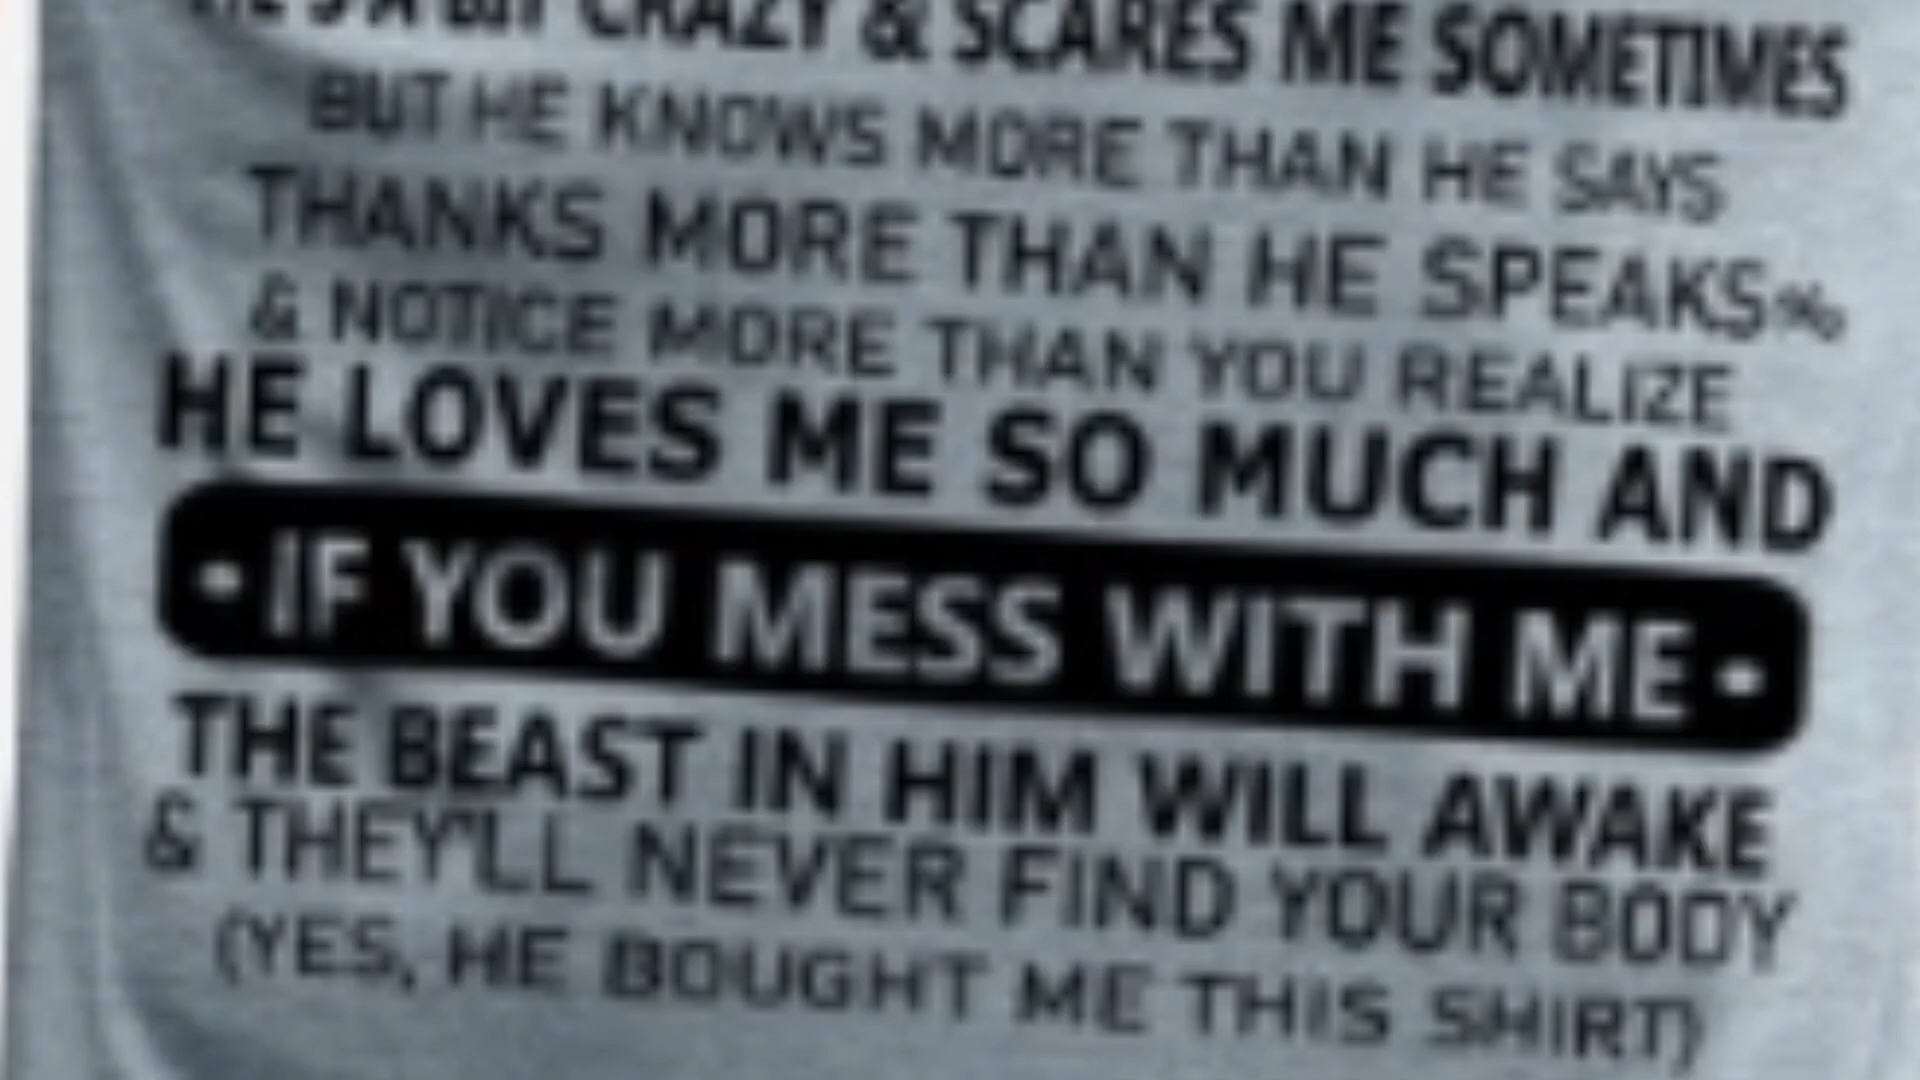 HE'S A BIT CRAZY & SCARES ME SOMETIMES
BUT HE KNOWS MORE THAN HE SAYS
THANKS MORE THAN HE SPEAKS
& NOTICE MORE THAN YOU REALIZE
HE LOVES ME SO MUCH AND
• IF YOU MESS WITH ME •
THE BEAST IN HIM WILL AWAKE
& THEY'LL NEVER FIND YOUR BODY
(YES, HE BOUGHT ME THIS SHIRT)